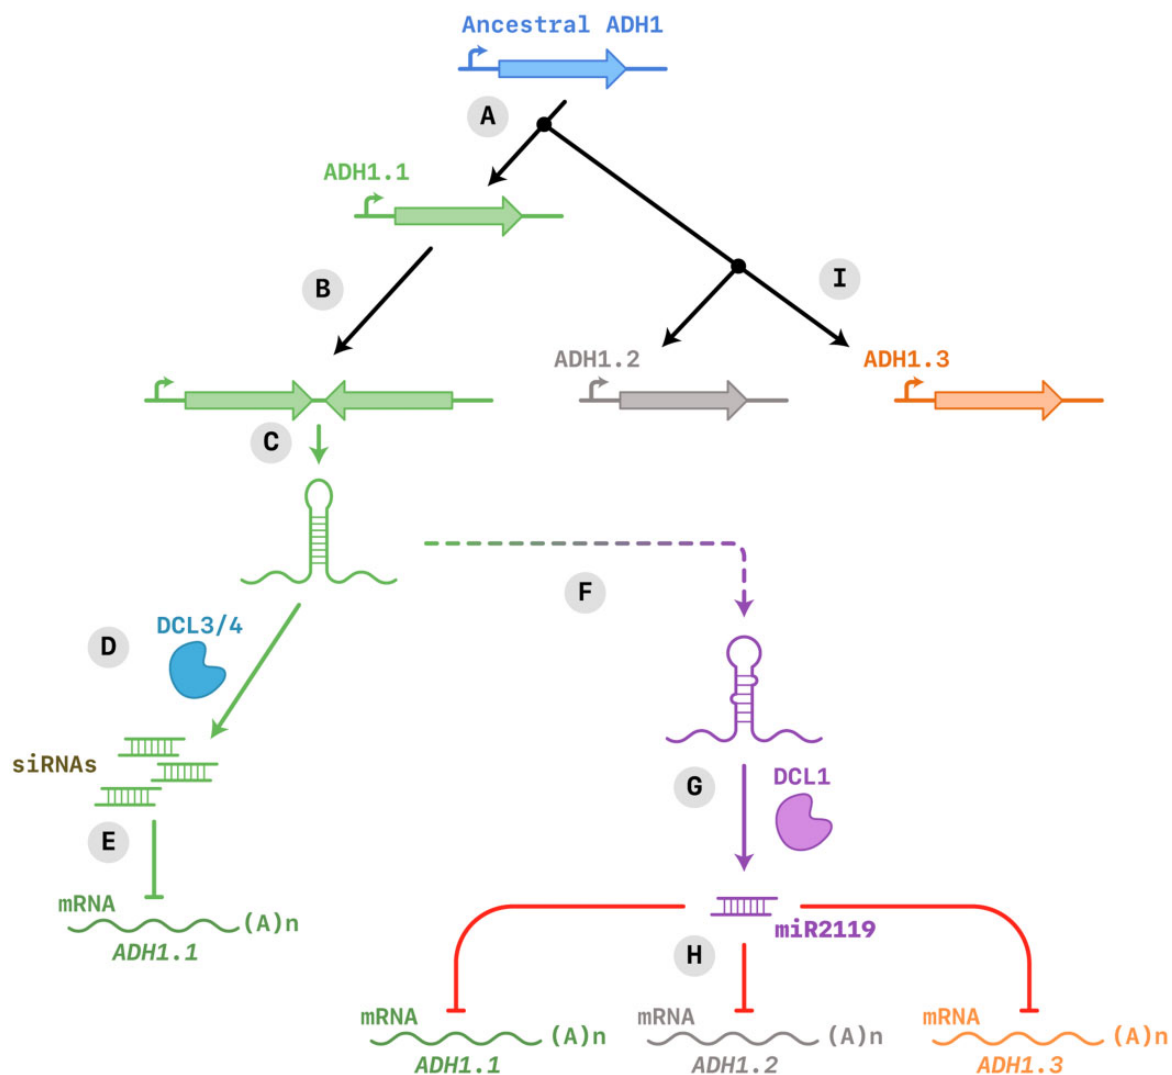 Ancestral ADH1
A
ADH1.1
B
I
ADH1.2
ADH1.3
C
F
D
DCL3/4
siRNAs
G
DCL1
E
mRNA
(A)n
ADH1.1
miR2119
H
mRNA
(A)n
ADH1.1
mRNA
(A)n
ADH1.2
mRNA
(A)n
ADH1.3